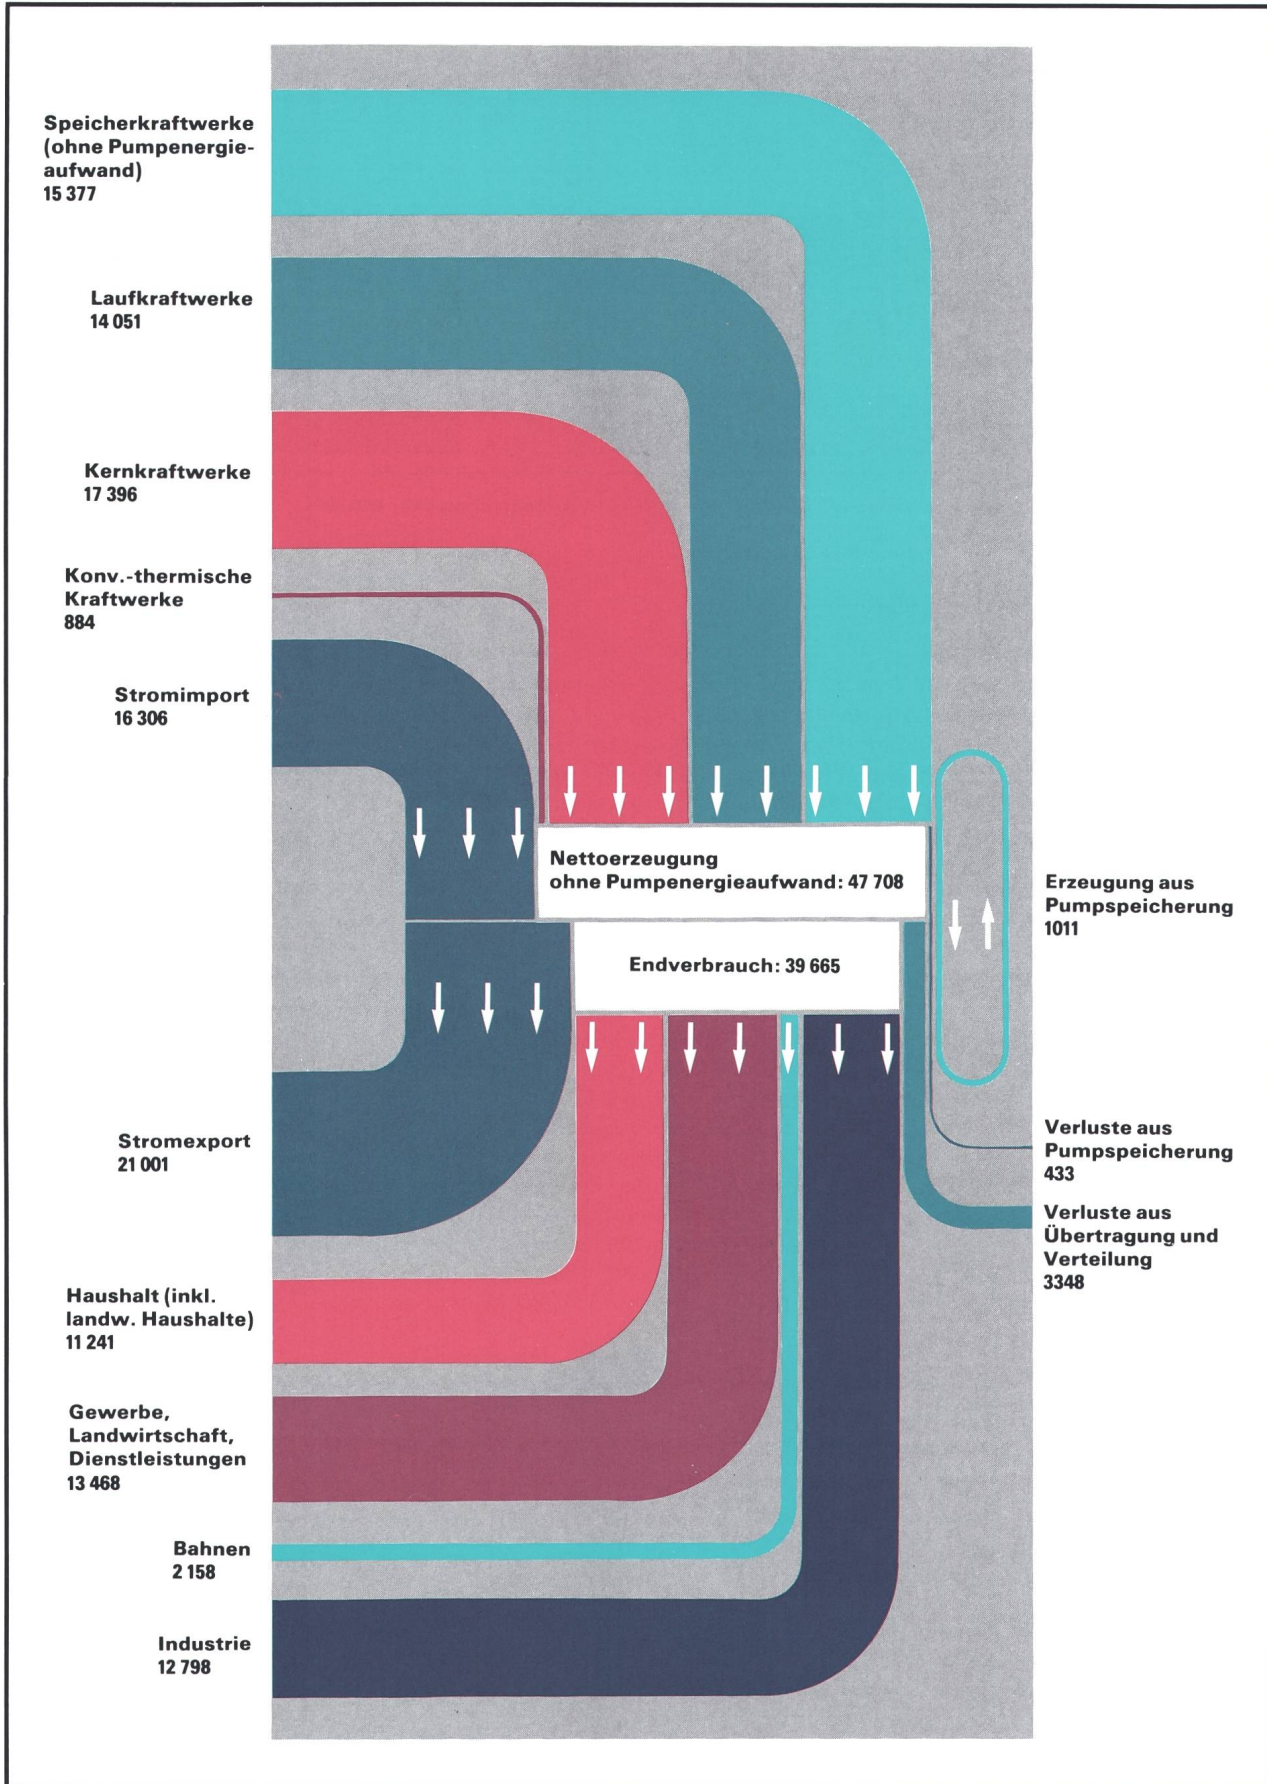 Speicherkraftwerke
(ohne Pumpenergie-
aufwand)
15 377
Laufkraftwerke
14 051
Kernkraftwerke
17 396
Konv.-thermische
Kraftwerke
884
Stromimport
16 306
Nettoerzeugung
ohne Pumpenergieaufwand: 47 708
Endverbrauch: 39 665
Erzeugung aus
Pumpspeicherung
1011
Stromexport
21 001
Verluste aus
Pumpspeicherung
433
Verluste aus
Übertragung und
Verteilung
3348
Haushalt (inkl.
landw. Haushalte)
11 241
Gewerbe,
Landwirtschaft,
Dienstleistungen
13 468
Bahnen
2 158
Industrie
12 798